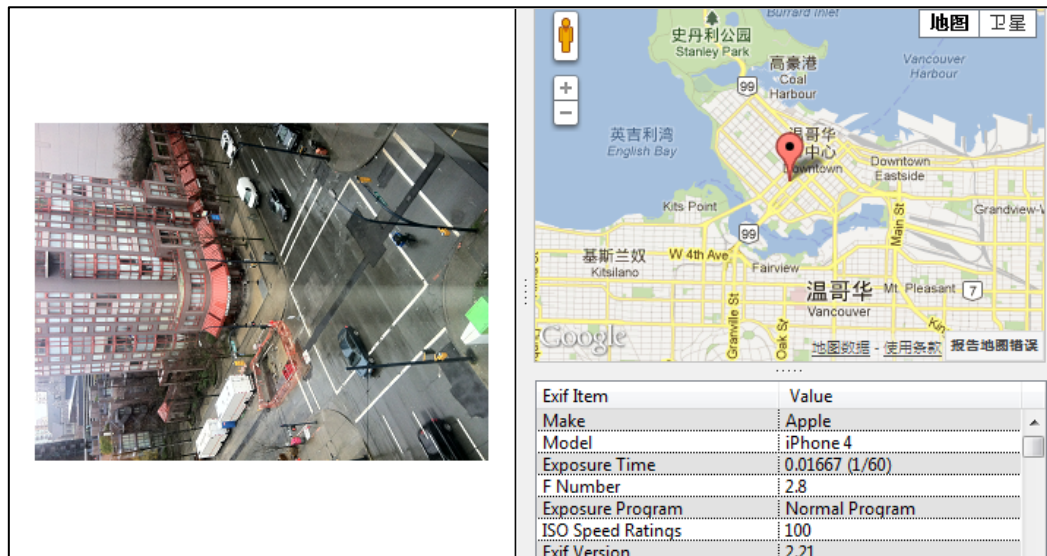 Burrard Inlet
地图 卫星
史丹利公园
Stanley Park
高豪港
Coal
Harbour
99
Vancouver
Harbour
英吉利湾
English Bay
温哥华
中心
Downtown
Downtown
Eastside
Kits Point
Main St
Grandview-
99
基斯兰奴
Kitsilano
W 4th Ave
Fairview
温哥华
Vancouver
Mt. Pleasant
7
Granville St
Oak St
Kin
Google
地图数据 - 使用条款 报告地图错误
Exif Item Value
Make Apple
Model iPhone 4
Exposure Time 0.01667 (1/60)
F Number 2.8
Exposure Program Normal Program
ISO Speed Ratings 100
Exif Version 2.21